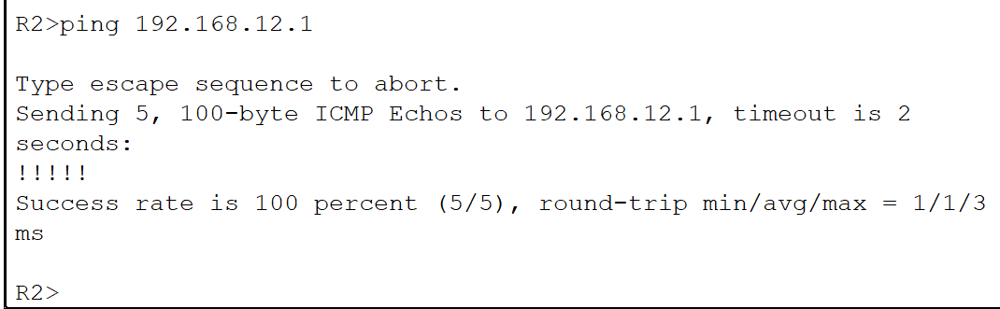 R2>ping 192.168.12.1
Type escape sequence to abort.
Sending 5, 100-byte ICMP Echos to 192.168.12.1, timeout is 2
seconds:
!!!!!
Success rate is 100 percent (5/5), round-trip min/avg/max = 1/1/3
ms
R2>